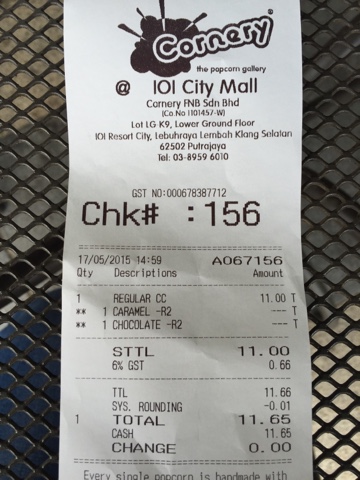 Cornery
the popcorn gallery
@ IOI City Mall
Cornery FNB Sdn Bhd
(Co.No 1101457-W)
Lot LG K9, Lower Ground Floor
IOI Resort City, Lebuhraya Lembah Klang Selatan
62502 Putrajaya
Tel: 03-8959 6010
GST NO:000678387712
Chk# :156
17/05/2015 14:59 A067156
Qty Descriptions Amount
1 REGULAR CC 11.00 T
** 1 CARAMEL -R2 --- T
** 1 CHOCOLATE -R2 --- T
STTL 11.00
6% GST 0.66
TTL 11.66
SYS. ROUNDING -0.01
1 TOTAL 11.65
CASH 11.65
CHANGE 0.00
Every single popcorn is handmade with